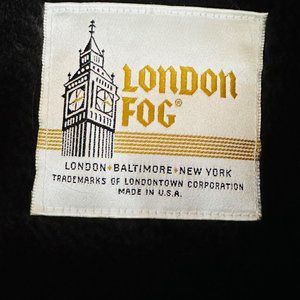 LONDON
FOG®
LONDON • BALTIMORE • NEW YORK
TRADEMARKS OF LONDONTOWN CORPORATION
MADE IN U.S.A.